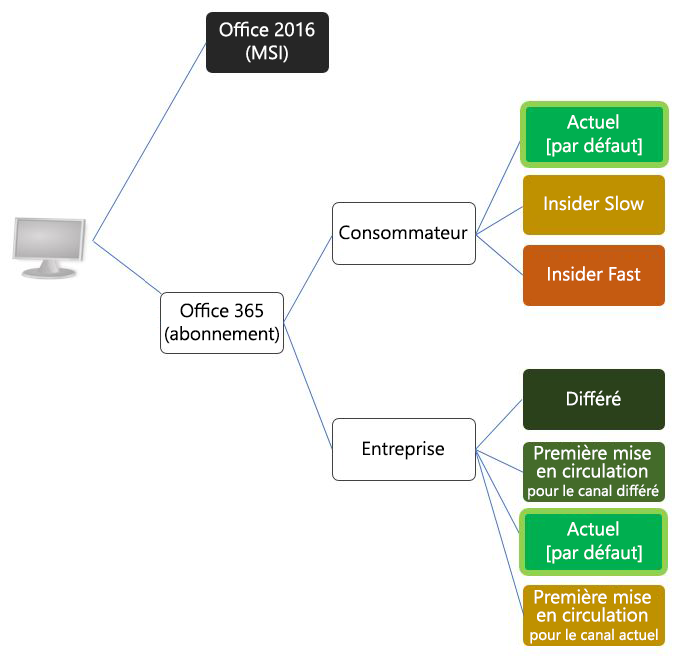 Office 2016
(MSI)
Actuel
[par défaut]
Insider Slow
Consommateur
Insider Fast
Office 365
(abonnement)
Différé
Entreprise
Première mise
en circulation
pour le canal différé
Actuel
[par défaut]
Première mise
en circulation
pour le canal actuel